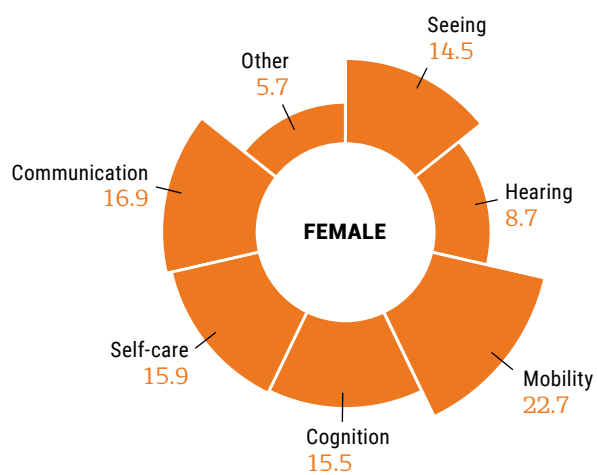 Seeing
14.5
Other
5.7
Communication
16.9
Hearing
8.7
FEMALE
Self-care
15.9
Mobility
22.7
Cognition
15.5